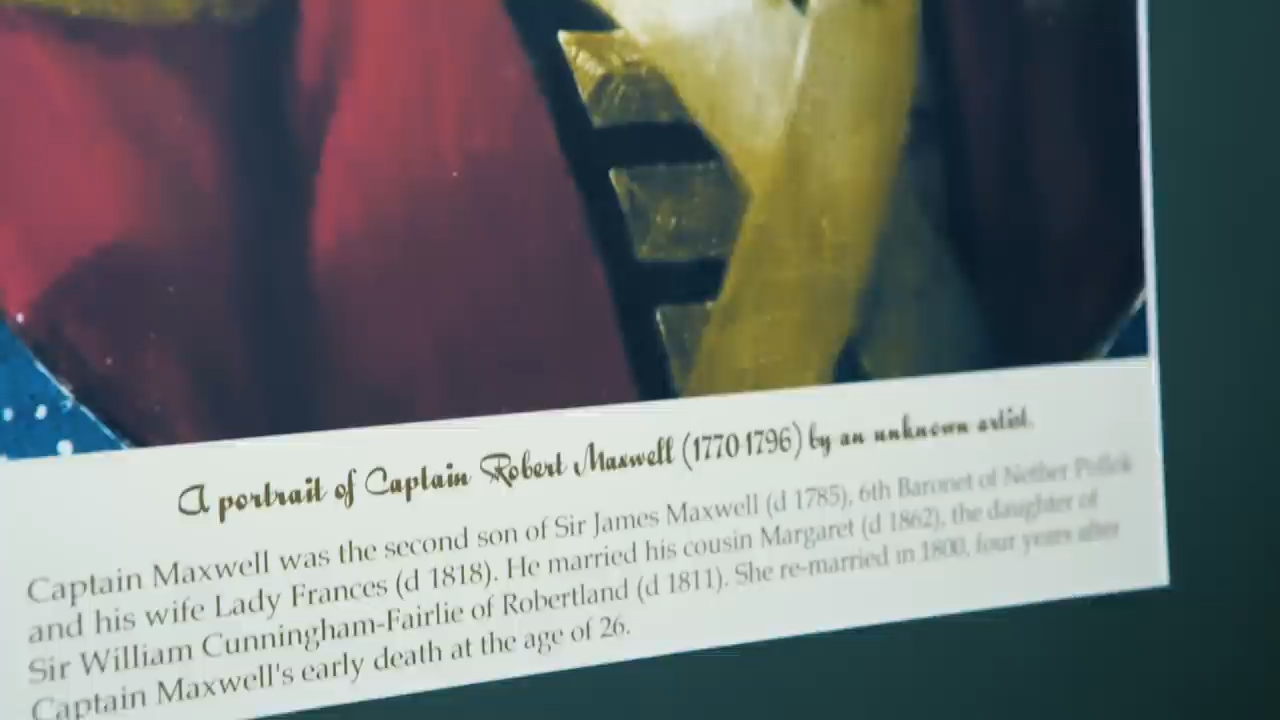 A portrait of Captain Robert Maxwell (1770 1796) by an unknown artist.
Captain Maxwell was the second son of Sir James Maxwell (d 1785), 6th Baronet of Nether Pollok
and his wife Lady Frances (d 1818). He married his cousin Margaret (d 1862), the daughter of
Sir William Cunningham-Fairlie of Robertland (d 1811). She re-married in 1800, four years after
Captain Maxwell's early death at the age of 26.